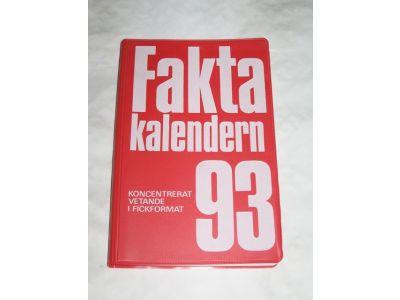 Fakta
kalendern
93
KONCENTRERAT
VETANDE
I FICKFORMAT